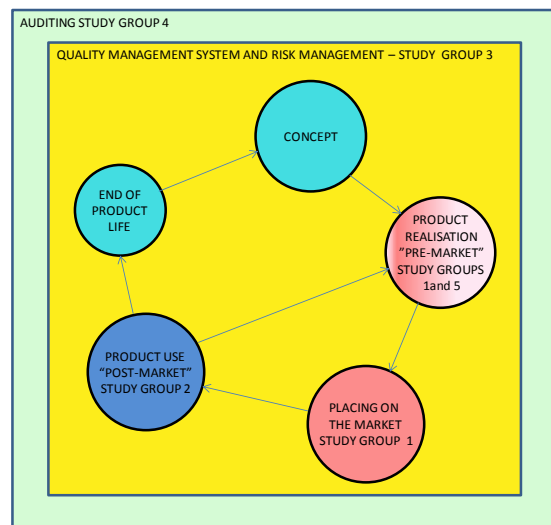 AUDITING STUDY GROUP 4
QUALITY MANAGEMENT SYSTEM AND RISK MANAGEMENT – STUDY GROUP 3
CONCEPT
END OF
PRODUCT
LIFE
PRODUCT
REALISATION
“PRE-MARKET”
STUDY GROUPS
1and 5
PRODUCT USE
“POST-MARKET”
STUDY GROUP 2
PLACING ON
THE MARKET
STUDY GROUP 1